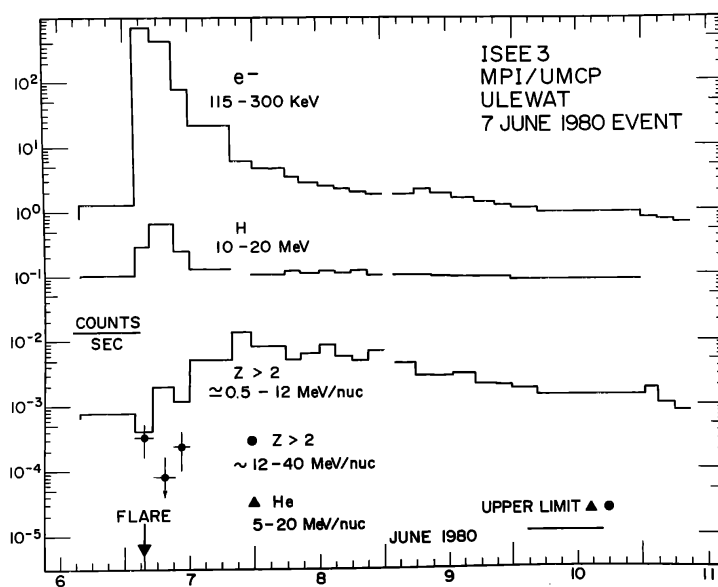 ISEE 3
MPI/UMCP
ULEWAT
7 JUNE 1980 EVENT
10²
e⁻
115 – 300 KeV
10¹
10⁰
H
10 – 20 MeV
10⁻¹
COUNTS
SEC
10⁻²
Z > 2
≃0.5 – 12 MeV/nuc
10⁻³
● Z > 2
~ 12–40 MeV/nuc
10⁻⁴
▲ He
5–20 MeV/nuc
UPPER LIMIT ▲ ●
FLARE
10⁻⁵
JUNE 1980
6 7 8 9 10 11